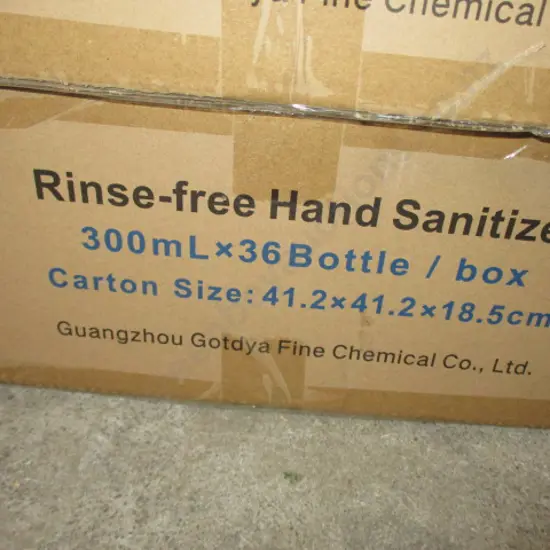 Fine Chemical
Rinse-free Hand Sanitize
300mL×36Bottle / box
Carton Size: 41.2×41.2×18.5cm
Guangzhou Gotdya Fine Chemical Co., Ltd.